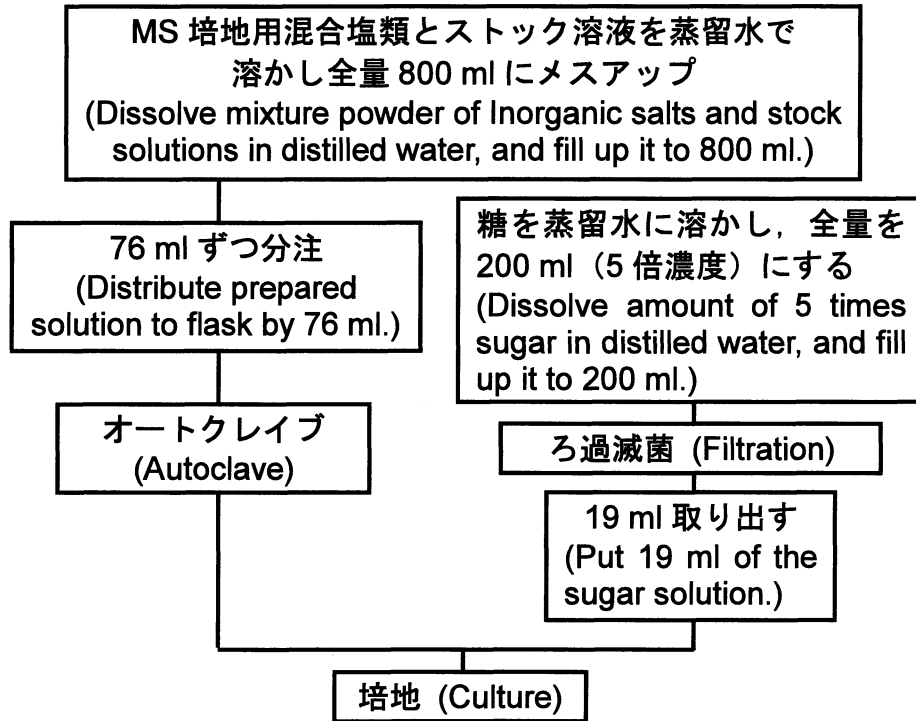 MS 培地用混合塩類とストック溶液を蒸留水で
溶かし全量 800 ml にメスアップ
(Dissolve mixture powder of Inorganic salts and stock
solutions in distilled water, and fill up it to 800 ml.)
76 ml ずつ分注
(Distribute prepared
solution to flask by 76 ml.)
糖を蒸留水に溶かし，全量を
200 ml（5 倍濃度）にする
(Dissolve amount of 5 times
sugar in distilled water, and fill
up it to 200 ml.)
オートクレイブ
(Autoclave)
ろ過滅菌 (Filtration)
19 ml 取り出す
(Put 19 ml of the
sugar solution.)
培地 (Culture)